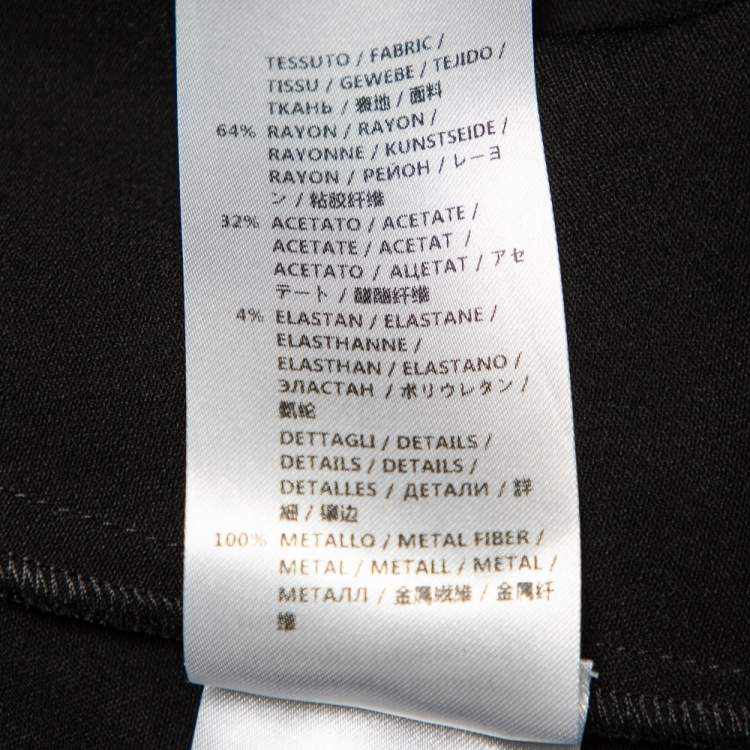 TESSUTO / FABRIC /
TISSU / GEWEBE / TEJIDO /
ТКАНЬ / 表地 / 面料
64% RAYON / RAYON /
RAYONNE / KUNSTSEIDE /
RAYON / РЕЙОН / レーヨ
ン / 粘胶纤维
32% ACETATO / ACETATE /
ACETATE / ACETAT /
ACETATO / АЦЕТАТ / アセ
テート / 醋酯纤维
4% ELASTAN / ELASTANE /
ELASTHANNE /
ELASTHAN / ELASTANO /
ЭЛАСТАН / ポリウレタン /
氨纶
DETTAGLI / DETAILS /
DETAILS / DETAILS /
DETALLES / ДЕТАЛИ / 詳
細 / 镶边
100% METALLO / METAL FIBER /
METAL / METALL / METAL /
МЕТАЛЛ / 金属繊維 / 金属纤
维